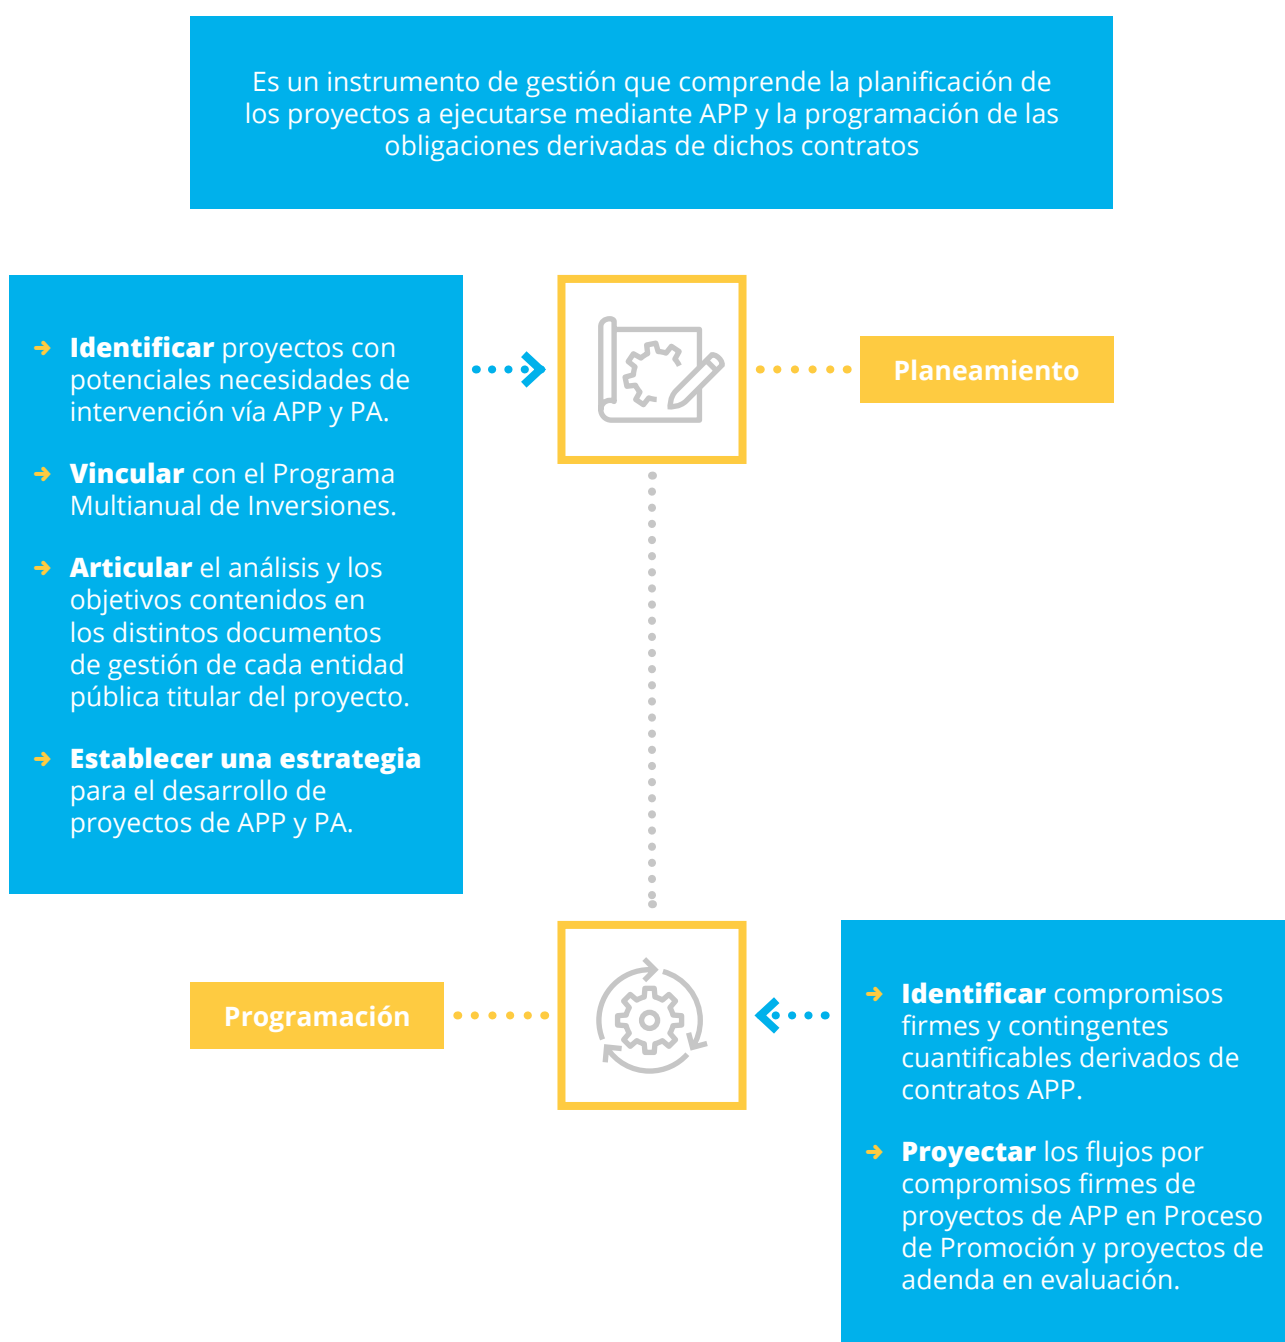 Es un instrumento de gestión que comprende la planificación de
los proyectos a ejecutarse mediante APP y la programación de las
obligaciones derivadas de dichos contratos
Identificar proyectos con
potenciales necesidades de
intervención vía APP y PA.
Vincular con el Programa
Multianual de Inversiones.
Articular el análisis y los
objetivos contenidos en
los distintos documentos
de gestión de cada entidad
pública titular del proyecto.
Establecer una estrategia
para el desarrollo de
proyectos de APP y PA.
Planeamiento
Programación
Identificar compromisos
firmes y contingentes
cuantificables derivados de
contratos APP.
Proyectar los flujos por
compromisos firmes de
proyectos de APP en Proceso
de Promoción y proyectos de
adenda en evaluación.